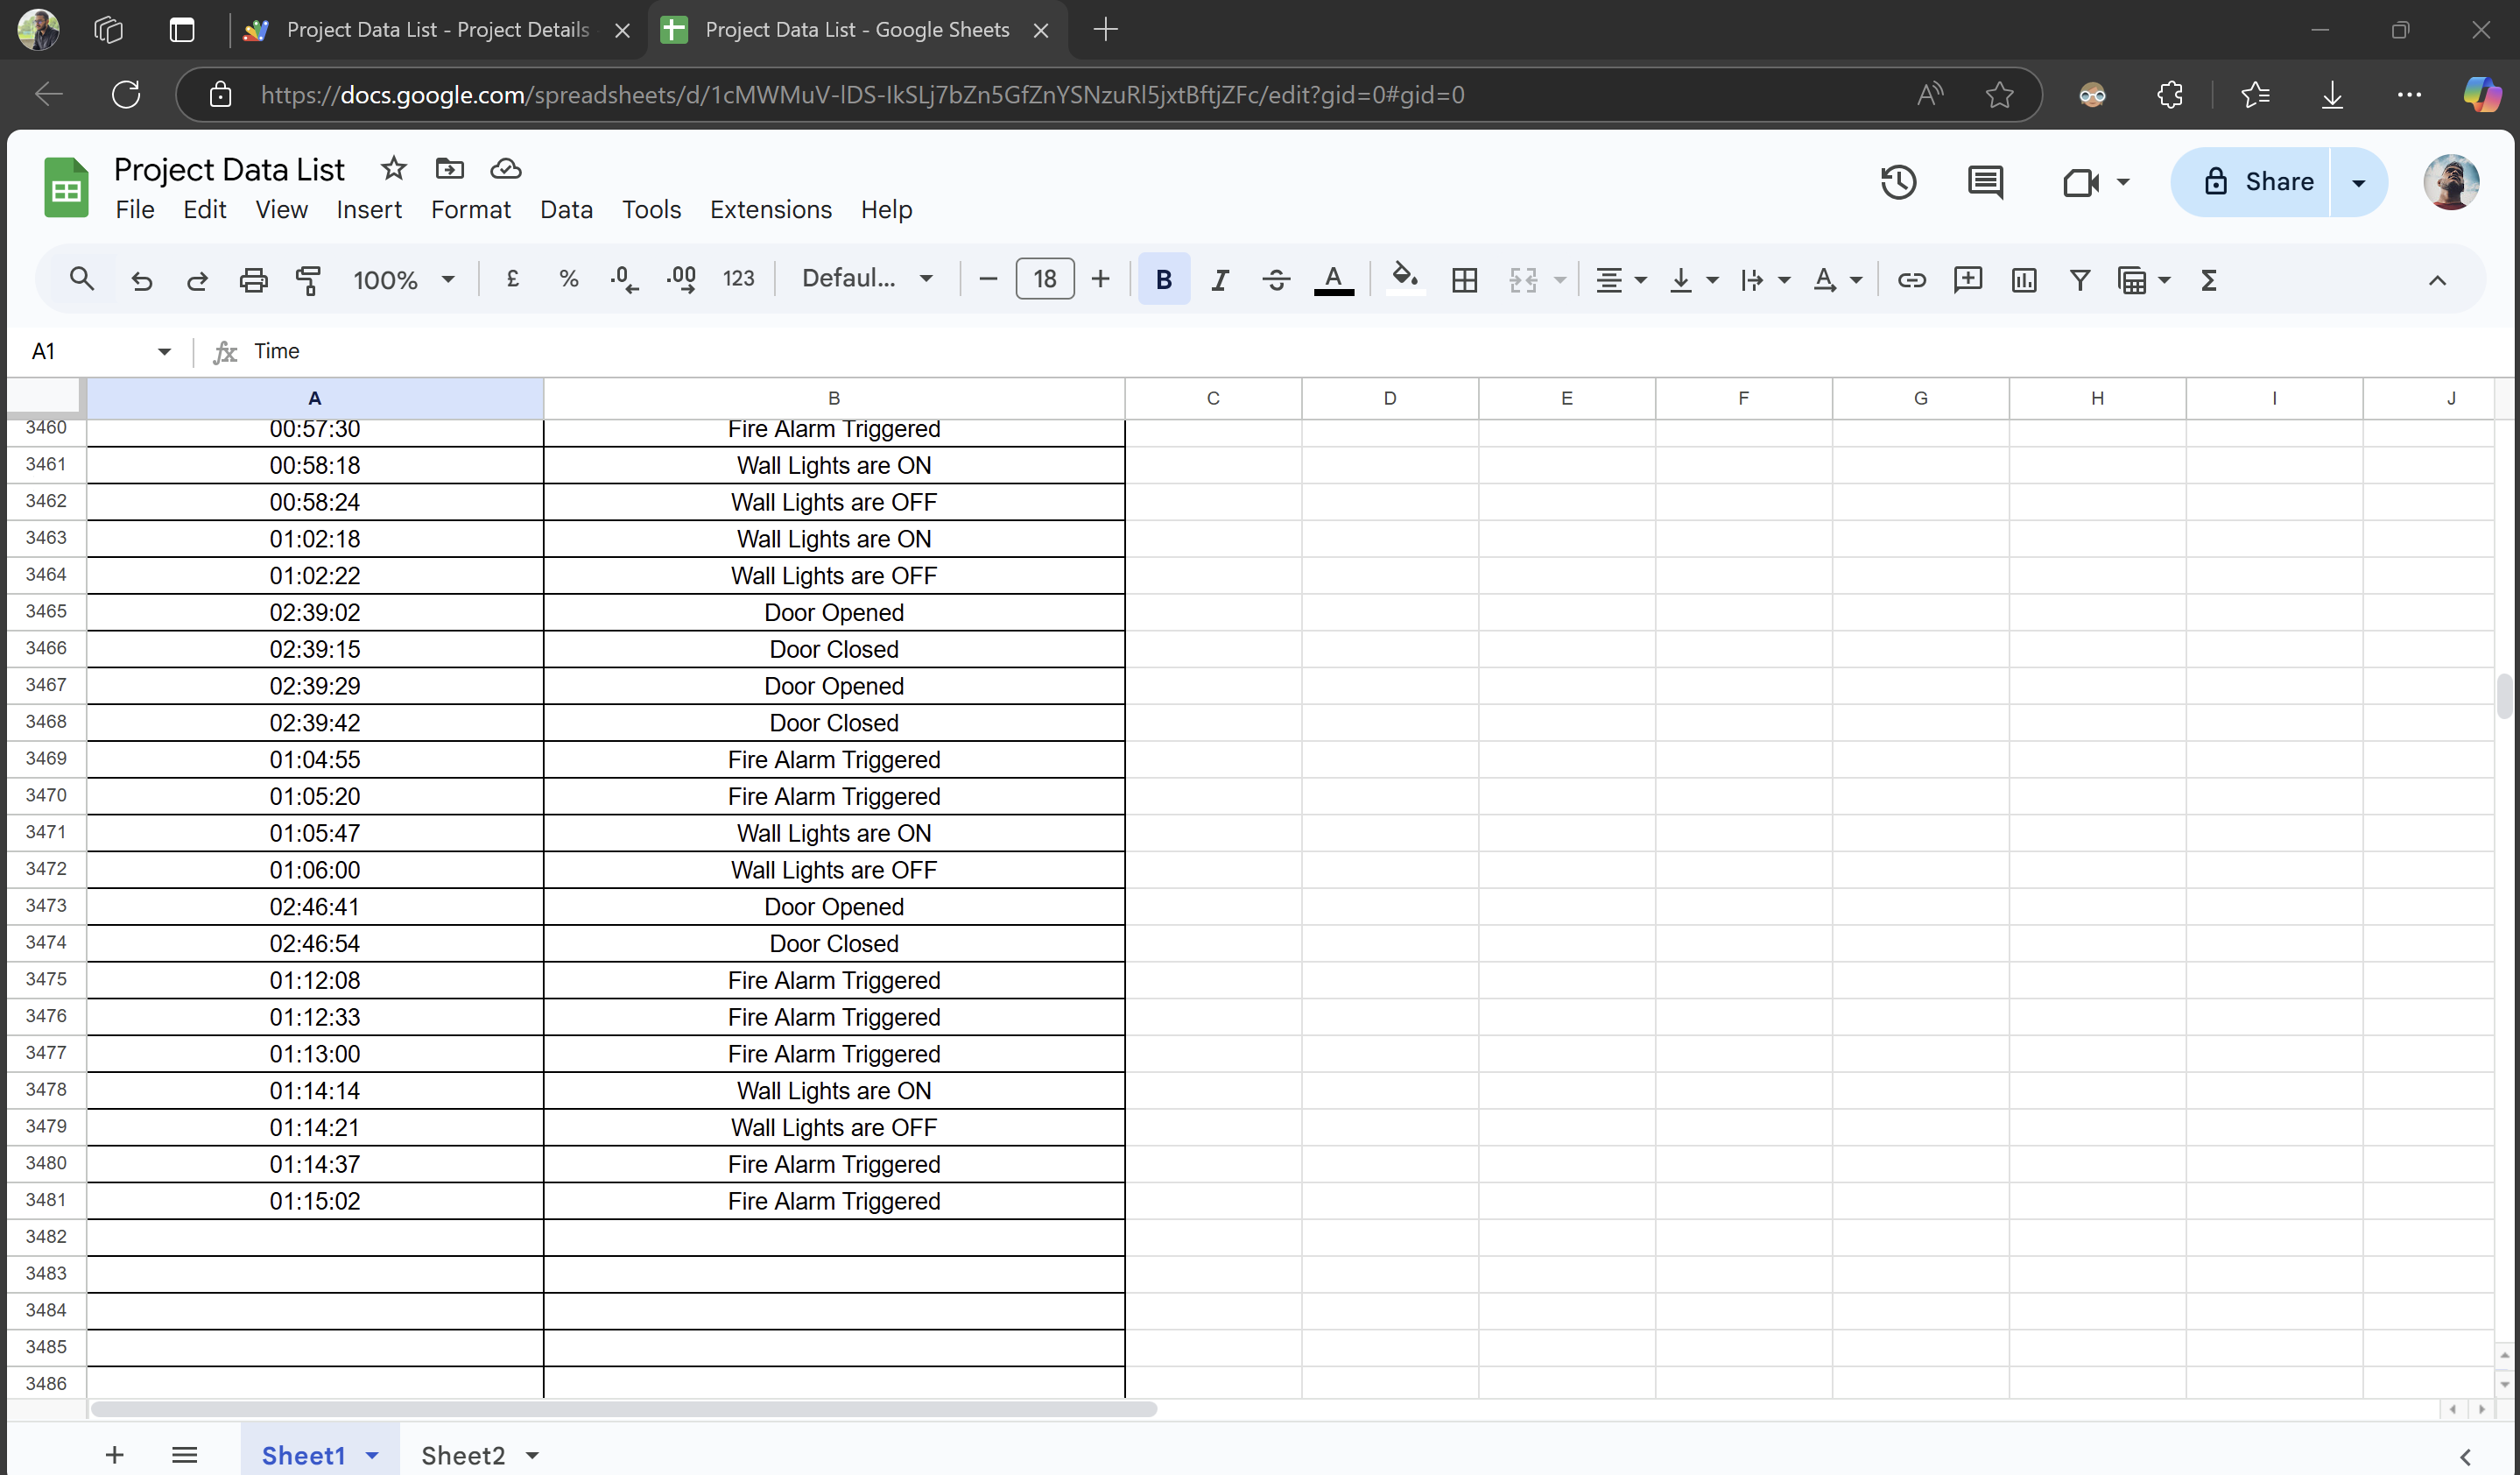 Project Data List - Project Details
Project Data List - Google Sheets
https://docs.google.com/spreadsheets/d/1cMWMuV-IDS-IkSLj7bZn5GfZnYSNzuRl5jxtBftjZFc/edit?gid=0#gid=0
Project Data List
Share
File Edit View Insert Format Data Tools Extensions Help
100% £ % .0 .00 123 Defaul... 18 B I A A Σ
A1 fx Time
A B C D E F G H I J
3460 00:57:30 Fire Alarm Triggered
3461 00:58:18 Wall Lights are ON
3462 00:58:24 Wall Lights are OFF
3463 01:02:18 Wall Lights are ON
3464 01:02:22 Wall Lights are OFF
3465 02:39:02 Door Opened
3466 02:39:15 Door Closed
3467 02:39:29 Door Opened
3468 02:39:42 Door Closed
3469 01:04:55 Fire Alarm Triggered
3470 01:05:20 Fire Alarm Triggered
3471 01:05:47 Wall Lights are ON
3472 01:06:00 Wall Lights are OFF
3473 02:46:41 Door Opened
3474 02:46:54 Door Closed
3475 01:12:08 Fire Alarm Triggered
3476 01:12:33 Fire Alarm Triggered
3477 01:13:00 Fire Alarm Triggered
3478 01:14:14 Wall Lights are ON
3479 01:14:21 Wall Lights are OFF
3480 01:14:37 Fire Alarm Triggered
3481 01:15:02 Fire Alarm Triggered
3482
3483
3484
3485
3486
Sheet1 Sheet2